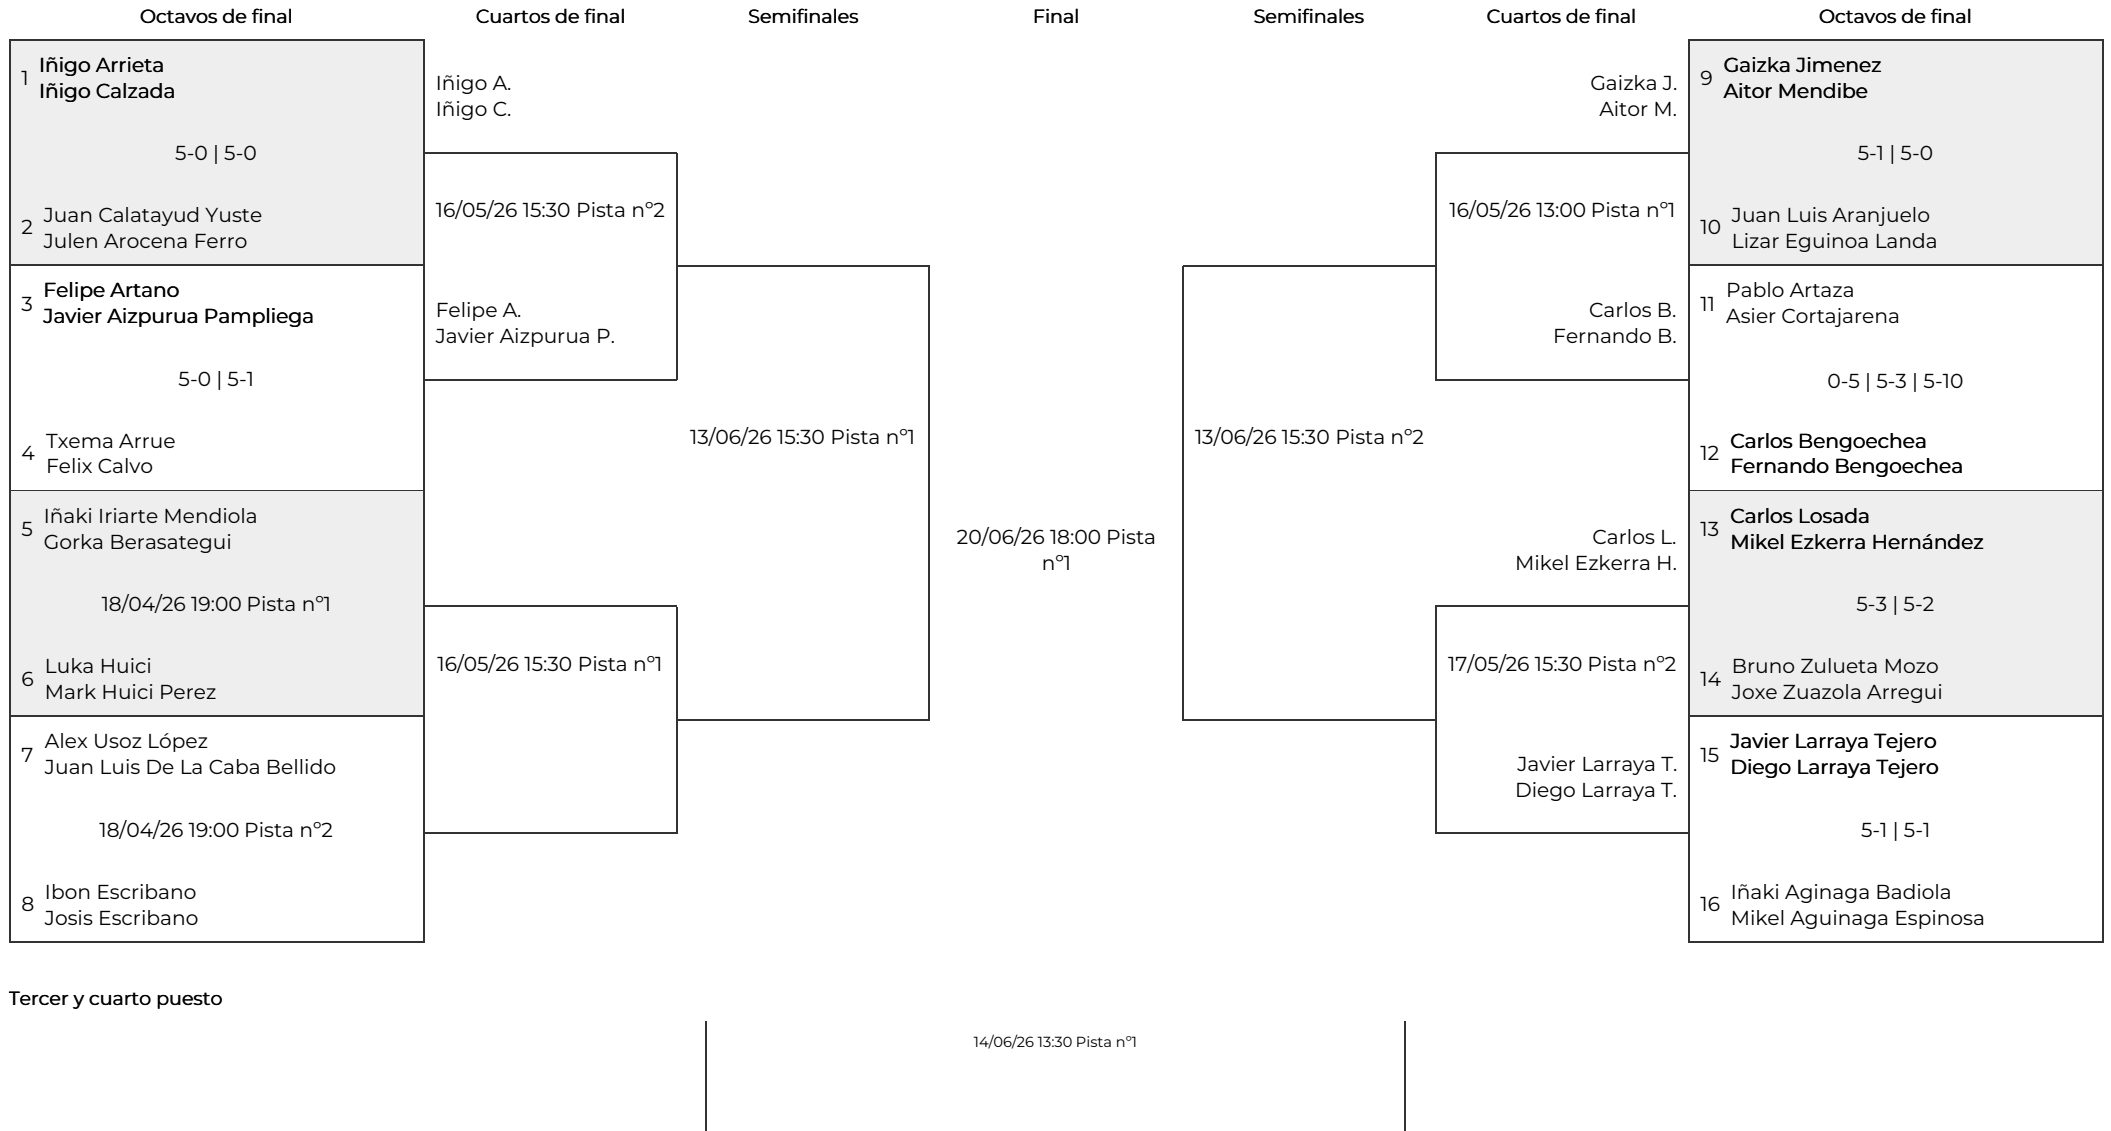 Octavos de final
Cuartos de final
Semifinales
Final
Semifinales
Cuartos de final
Octavos de final
1
Iñigo Arrieta
Iñigo Calzada
5-0 | 5-0
2
Juan Calatayud Yuste
Julen Arocena Ferro
3
Felipe Artano
Javier Aizpurua Pampliega
5-0 | 5-1
4
Txema Arrue
Felix Calvo
5
Iñaki Iriarte Mendiola
Gorka Berasategui
18/04/26 19:00 Pista nº1
6
Luka Huici
Mark Huici Perez
7
Alex Usoz López
Juan Luis De La Caba Bellido
18/04/26 19:00 Pista nº2
8
Ibon Escribano
Josis Escribano
Iñigo A.
Iñigo C.
16/05/26 15:30 Pista nº2
Felipe A.
Javier Aizpurua P.
16/05/26 15:30 Pista nº1
13/06/26 15:30 Pista nº1
20/06/26 18:00 Pista
nº1
13/06/26 15:30 Pista nº2
Gaizka J.
Aitor M.
16/05/26 13:00 Pista nº1
Carlos B.
Fernando B.
Carlos L.
Mikel Ezkerra H.
17/05/26 15:30 Pista nº2
Javier Larraya T.
Diego Larraya T.
9
Gaizka Jimenez
Aitor Mendibe
5-1 | 5-0
10
Juan Luis Aranjuelo
Lizar Eguinoa Landa
11
Pablo Artaza
Asier Cortajarena
0-5 | 5-3 | 5-10
12
Carlos Bengoechea
Fernando Bengoechea
13
Carlos Losada
Mikel Ezkerra Hernández
5-3 | 5-2
14
Bruno Zulueta Mozo
Joxe Zuazola Arregui
15
Javier Larraya Tejero
Diego Larraya Tejero
5-1 | 5-1
16
Iñaki Aginaga Badiola
Mikel Aguinaga Espinosa
Tercer y cuarto puesto
14/06/26 13:30 Pista nº1